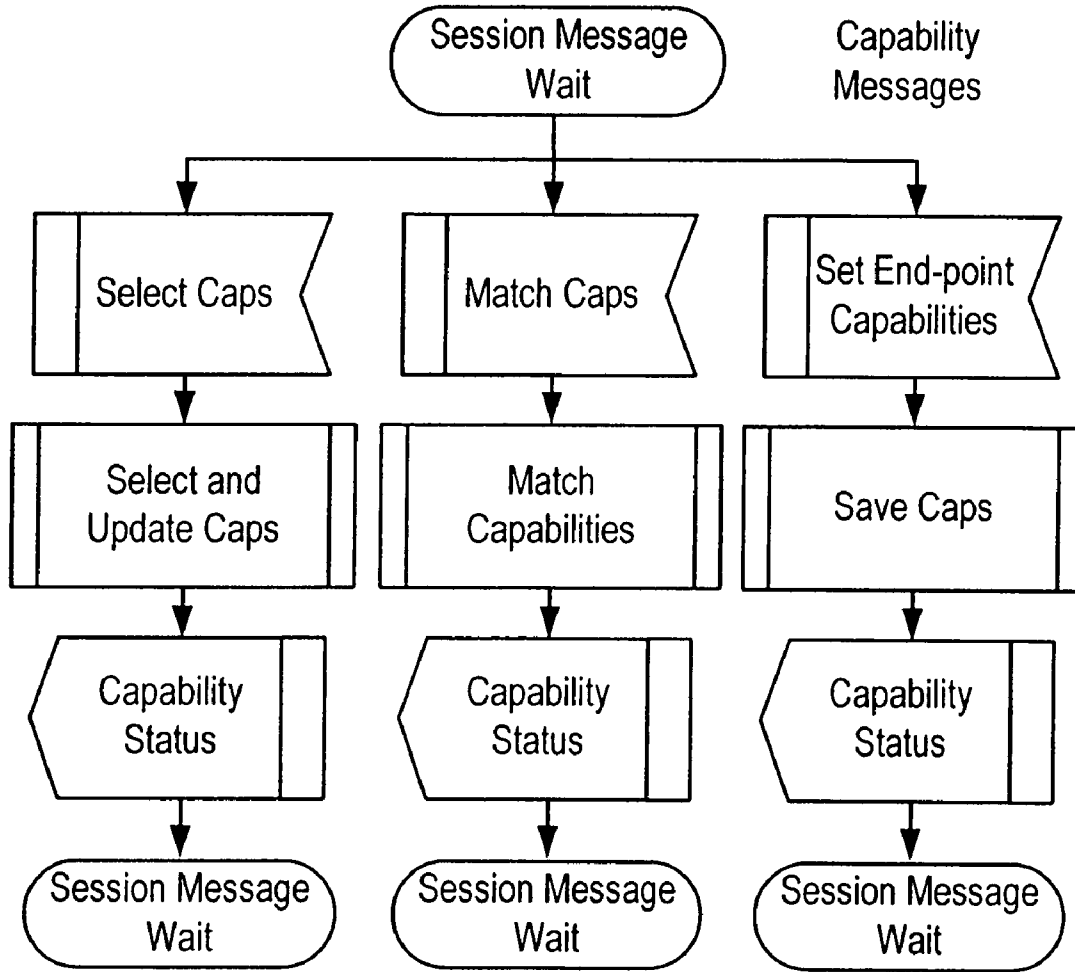 Session Message
Wait
Capability
Messages
Select Caps
Match Caps
Set End-point
Capabilities
Select and
Update Caps
Match
Capabilities
Save Caps
Capability
Status
Capability
Status
Capability
Status
Session Message
Wait
Session Message
Wait
Session Message
Wait